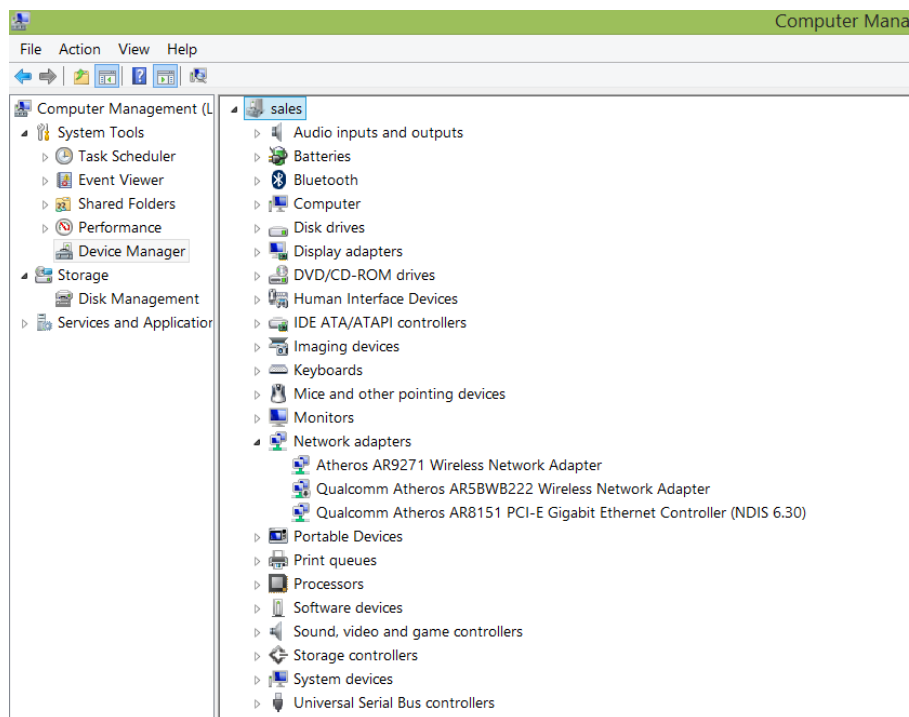 Computer Mana
File Action View Help
Computer Management (L
System Tools
Task Scheduler
Event Viewer
Shared Folders
Performance
Device Manager
Storage
Disk Management
Services and Application
sales
Audio inputs and outputs
Batteries
Bluetooth
Computer
Disk drives
Display adapters
DVD/CD-ROM drives
Human Interface Devices
IDE ATA/ATAPI controllers
Imaging devices
Keyboards
Mice and other pointing devices
Monitors
Network adapters
Atheros AR9271 Wireless Network Adapter
Qualcomm Atheros AR5BWB222 Wireless Network Adapter
Qualcomm Atheros AR8151 PCI-E Gigabit Ethernet Controller (NDIS 6.30)
Portable Devices
Print queues
Processors
Software devices
Sound, video and game controllers
Storage controllers
System devices
Universal Serial Bus controllers